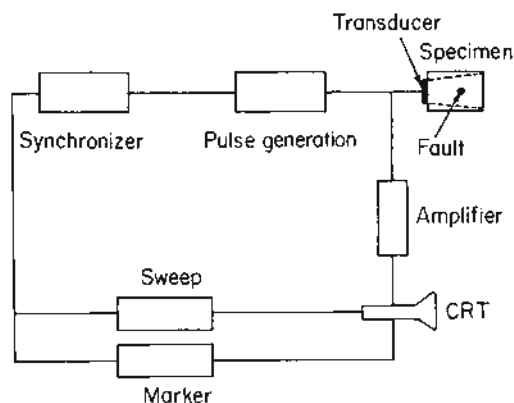 Transducer
Specimen
Synchronizer
Pulse generation
Fault
Amplifier
Sweep
CRT
Marker